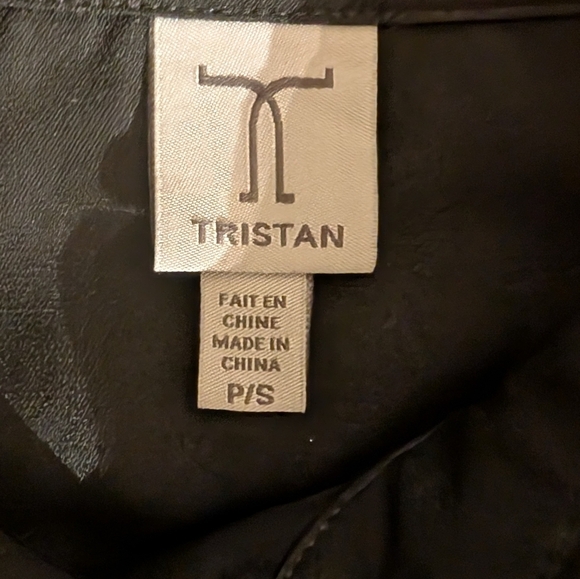 TRISTAN
FAIT EN
CHINE
MADE IN
CHINA
P/S